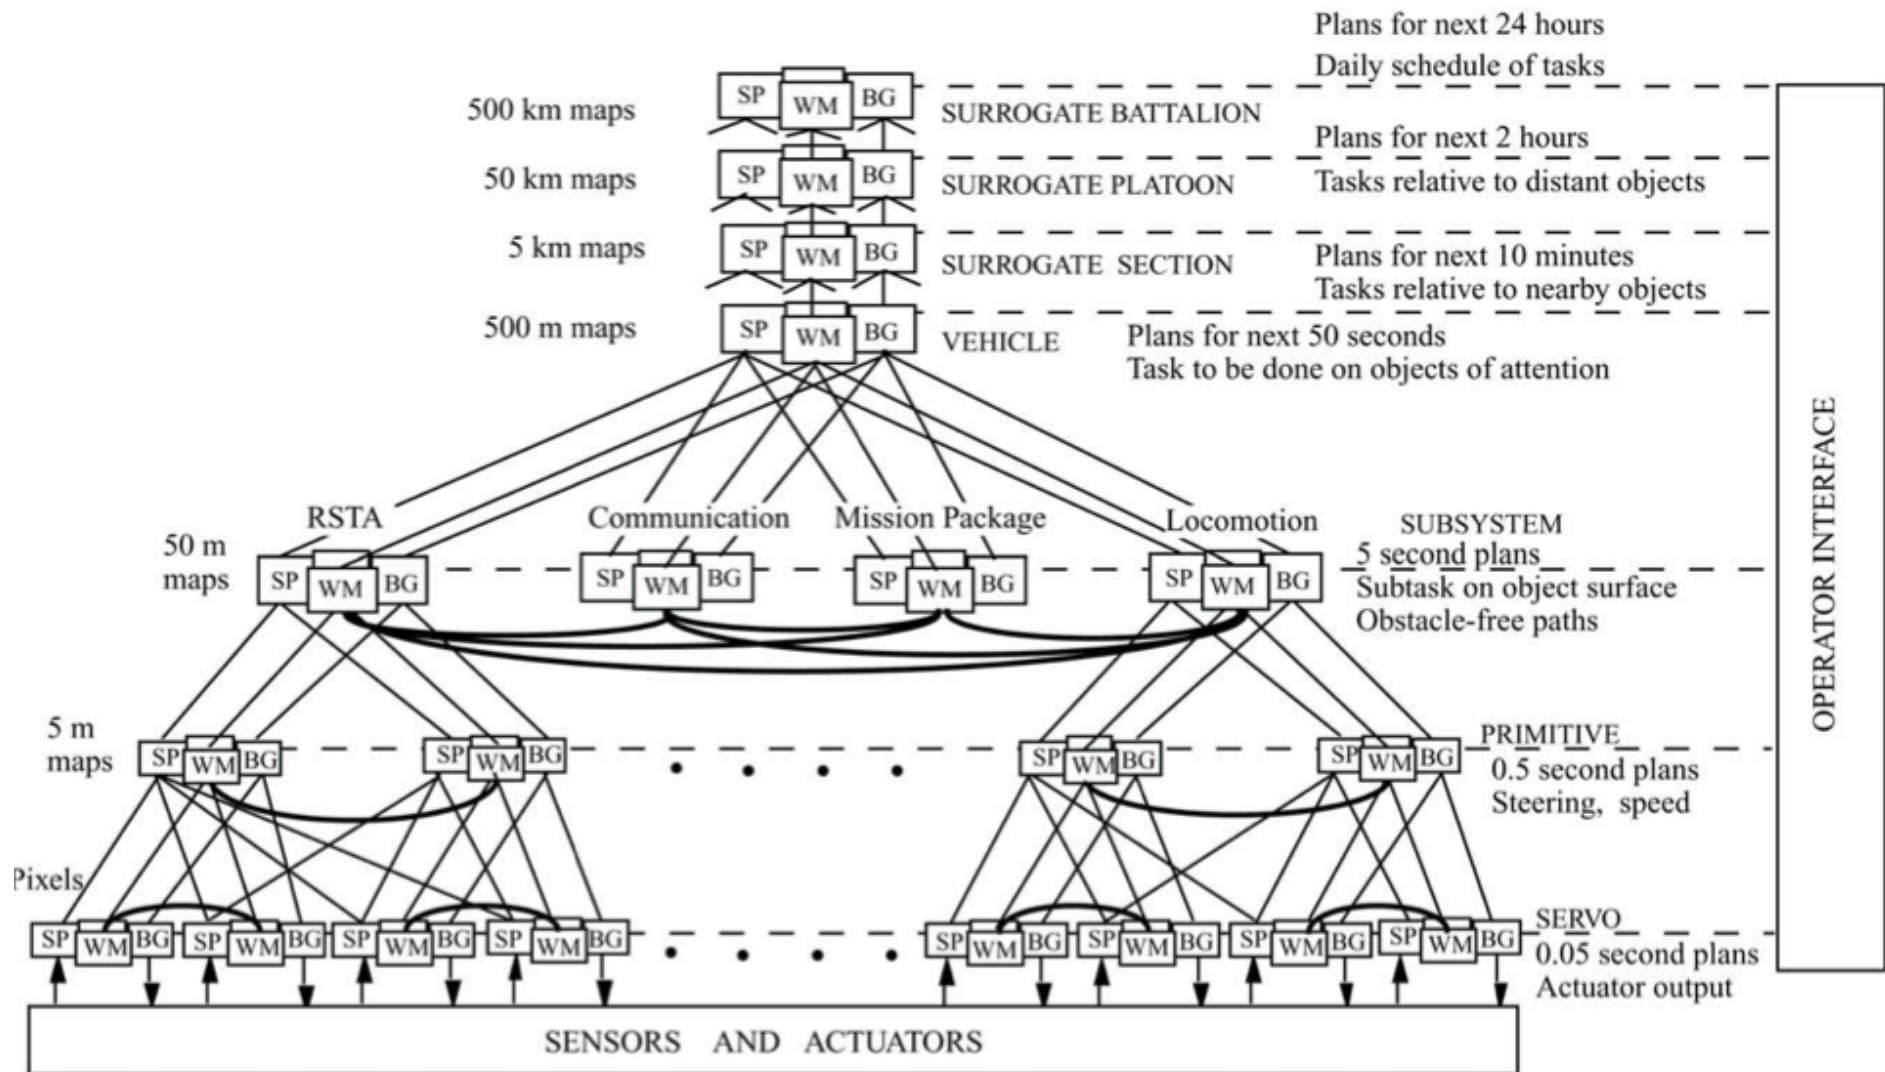 Plans for next 24 hours
Daily schedule of tasks
500 km maps
SP WM BG
SURROGATE BATTALION
Plans for next 2 hours
50 km maps
SP WM BG
SURROGATE PLATOON
Tasks relative to distant objects
5 km maps
SP WM BG
SURROGATE SECTION
Plans for next 10 minutes
Tasks relative to nearby objects
500 m maps
SP WM BG
VEHICLE
Plans for next 50 seconds
Task to be done on objects of attention
OPERATOR INTERFACE
RSTA
Communication
Mission Package
Locomotion
SUBSYSTEM
50 m
maps
SP WM BG SP WM BG SP WM BG SP WM BG
5 second plans
Subtask on object surface
Obstacle-free paths
5 m
maps
SP WM BG SP WM BG SP WM BG SP WM BG
PRIMITIVE
0.5 second plans
Steering, speed
Pixels
SP WM BG SP WM BG SP WM BG SP WM BG SP WM BG SP WM BG SP WM BG SP WM BG
SERVO
0.05 second plans
Actuator output
SENSORS AND ACTUATORS